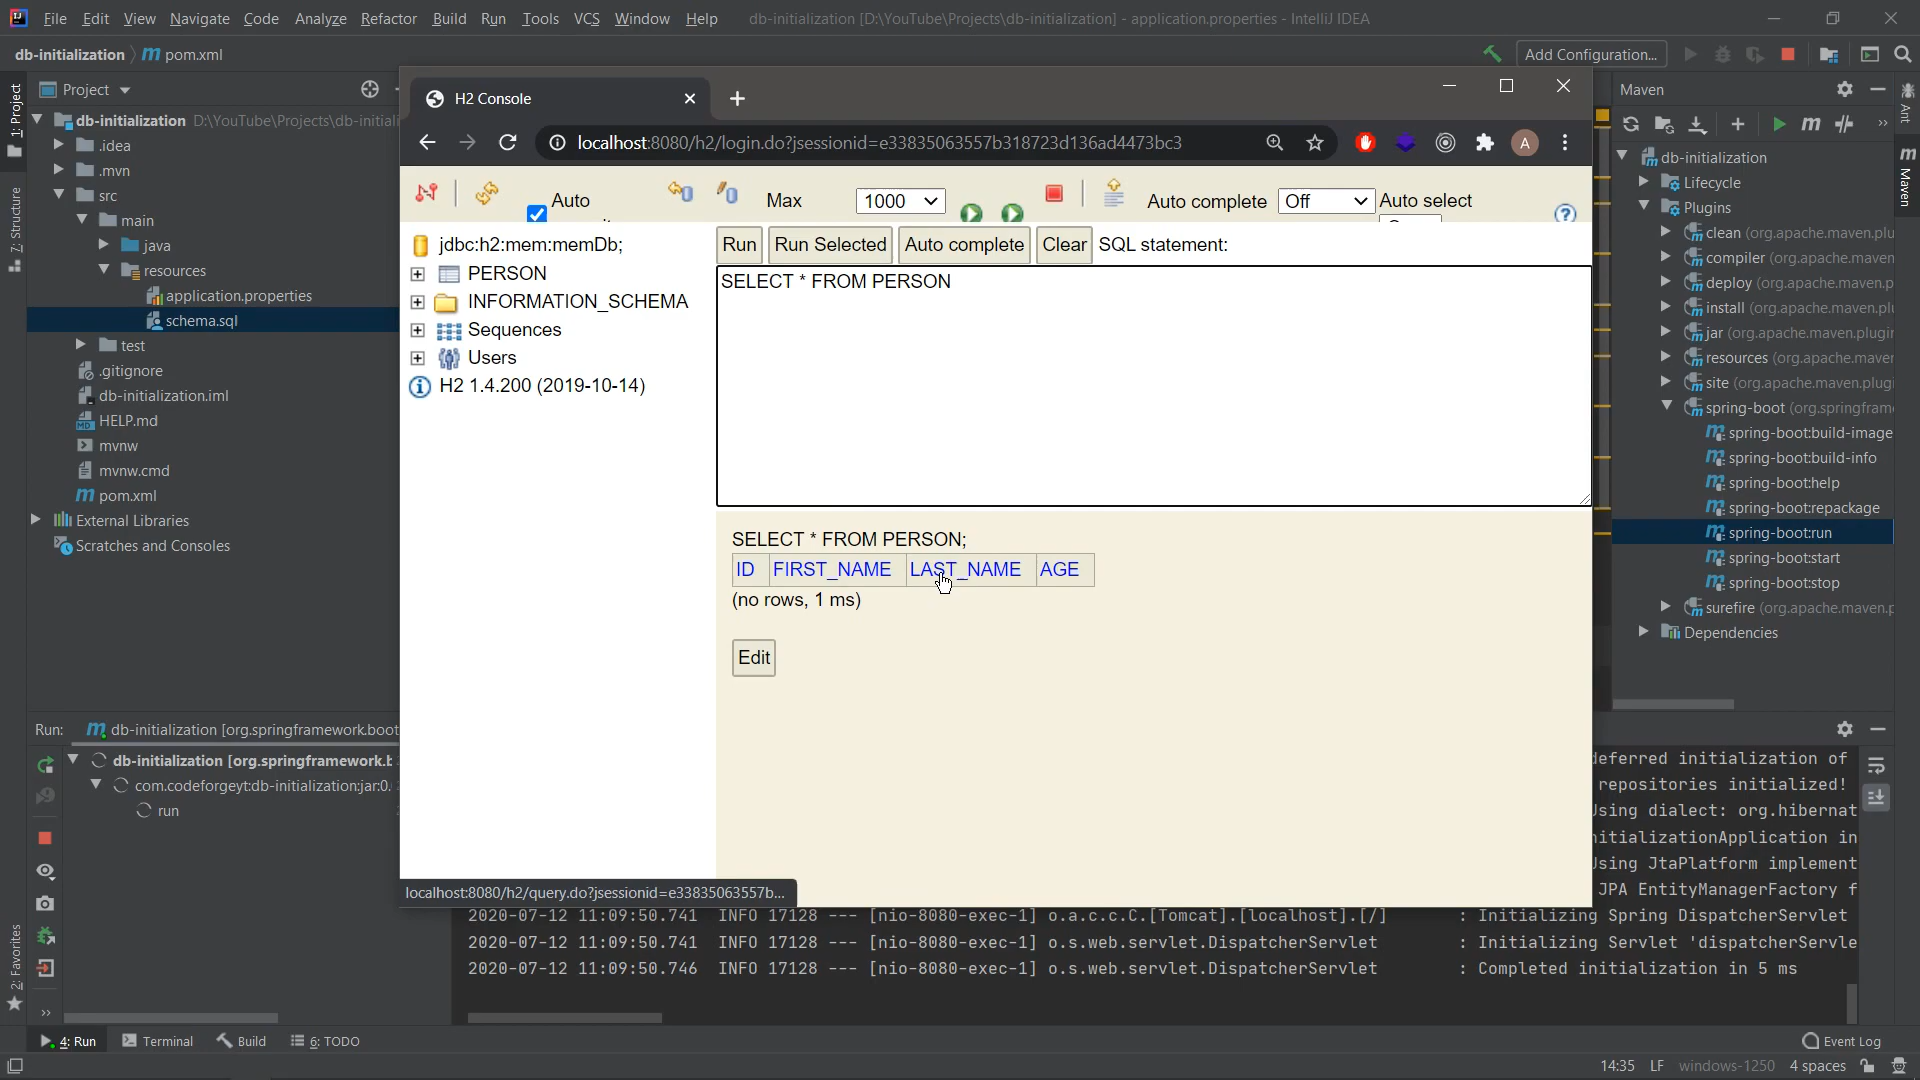 File Edit View Navigate Code Analyze Refactor Build Run Tools VCS Window Help db-initialization [D:\YouTube\Projects\db-initialization] - application.properties - IntelliJ IDEA
db-initialization pom.xml
Add Configuration...
1: Project
7: Structure
2: Favorites
Project
db-initialization D:\YouTube\Projects\db-initiali
.idea
.mvn
src
main
java
resources
application.properties
schema.sql
test
.gitignore
db-initialization.iml
HELP.md
mvnw
mvnw.cmd
pom.xml
External Libraries
Scratches and Consoles
H2 Console
localhost:8080/h2/login.do?jsessionid=e33835063557b318723d136ad4473bc3
A
Auto
Max
1000
Auto complete
Off
Auto select
jdbc:h2:mem:memDb;
PERSON
INFORMATION_SCHEMA
Sequences
Users
H2 1.4.200 (2019-10-14)
Run Run Selected Auto complete Clear SQL statement:
SELECT * FROM PERSON
SELECT * FROM PERSON;
ID FIRST_NAME LAST_NAME AGE
(no rows, 1 ms)
Edit
localhost:8080/h2/query.do?jsessionid=e33835063557b...
Maven
db-initialization
Lifecycle
Plugins
clean (org.apache.maven.plu
compiler (org.apache.maven
deploy (org.apache.maven.p
install (org.apache.maven.plu
jar (org.apache.maven.plugin
resources (org.apache.maven
site (org.apache.maven.plugi
spring-boot (org.springfram
spring-boot:build-image
spring-boot:build-info
spring-boot:help
spring-boot:repackage
spring-boot:run
spring-boot:start
spring-boot:stop
surefire (org.apache.maven.p
Dependencies
Ant
Maven
Run: db-initialization [org.springframework.boot
db-initialization [org.springframework.b
com.codeforgeyt:db-initialization:jar:0.
run
deferred initialization of
repositories initialized!
Using dialect: org.hibernat
nitializationApplication in
Using JtaPlatform implement
JPA EntityManagerFactory f
2020-07-12 11:09:50.741 INFO 17128 --- [nio-8080-exec-1] o.a.c.c.C.[Tomcat].[localhost].[/] : Initializing Spring DispatcherServlet
2020-07-12 11:09:50.741 INFO 17128 --- [nio-8080-exec-1] o.s.web.servlet.DispatcherServlet : Initializing Servlet 'dispatcherServle
2020-07-12 11:09:50.746 INFO 17128 --- [nio-8080-exec-1] o.s.web.servlet.DispatcherServlet : Completed initialization in 5 ms
4: Run Terminal Build 6: TODO Event Log
14:35 LF windows-1250 4 spaces